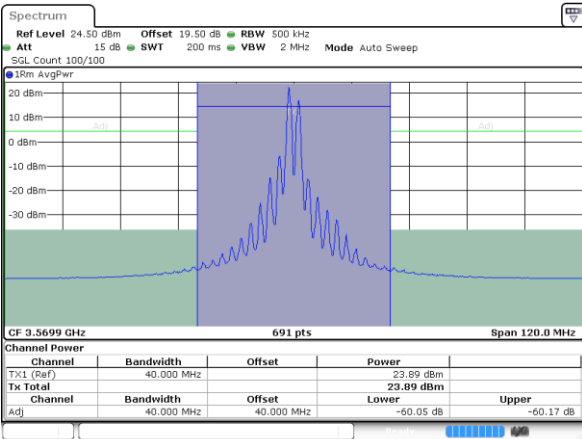 Spectrum
Ref Level 24.50 dBm Offset 19.50 dB RBW 500 kHz
Att 15 dB SWT 200 ms VBW 2 MHz Mode Auto Sweep
SGL Count 100/100
1Rm AvgPwr
20 dBm
10 dBm
Adj Adj
0 dBm
-10 dBm
-20 dBm
-30 dBm
CF 3.5699 GHz 691 pts Span 120.0 MHz
Channel Power
Channel Bandwidth Offset Power
TX1 (Ref) 40.000 MHz 23.89 dBm
Tx Total 23.89 dBm
Channel Bandwidth Offset Lower Upper
Adj 40.000 MHz 40.000 MHz -60.05 dB -60.17 dB